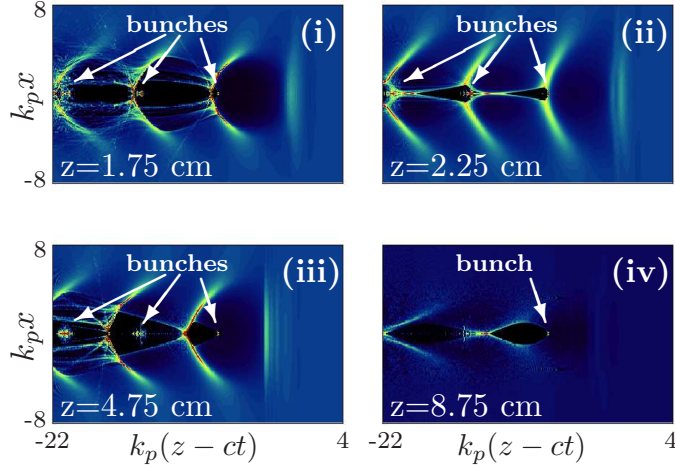 8
bunches (i)
k_p x
z=1.75 cm
-8
bunches (ii)
z=2.25 cm
8
bunches (iii)
k_p x
z=4.75 cm
-8
bunch (iv)
z=8.75 cm
-22 k_p(z − ct) 4
-22 k_p(z − ct) 4